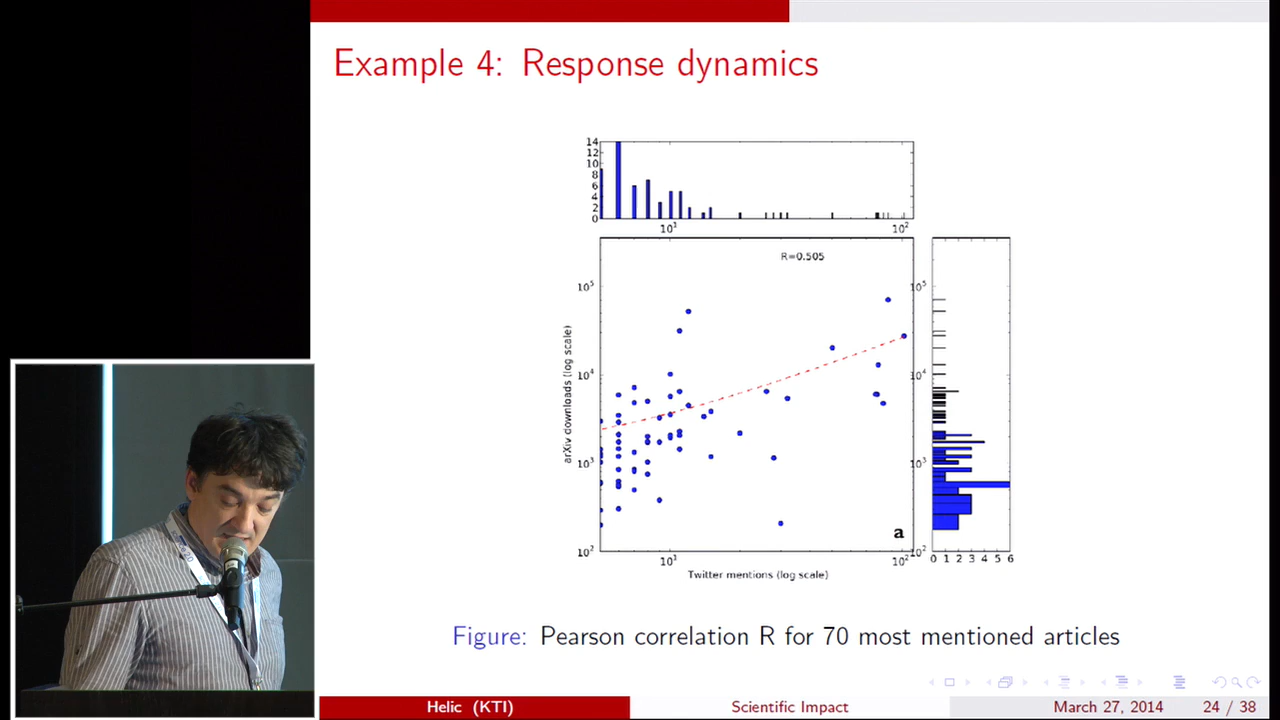 Example 4: Response dynamics
14
12
10
8
6
4
2
0
10¹
10²
R=0.505
10⁵
10⁴
10³
10²
arXiv downloads (log scale)
10¹
10²
Twitter mentions (log scale)
a
10⁵
10⁴
10³
10²
0 1 2 3 4 5 6
Figure: Pearson correlation R for 70 most mentioned articles
Helic (KTI)
Scientific Impact
March 27, 2014
24 / 38